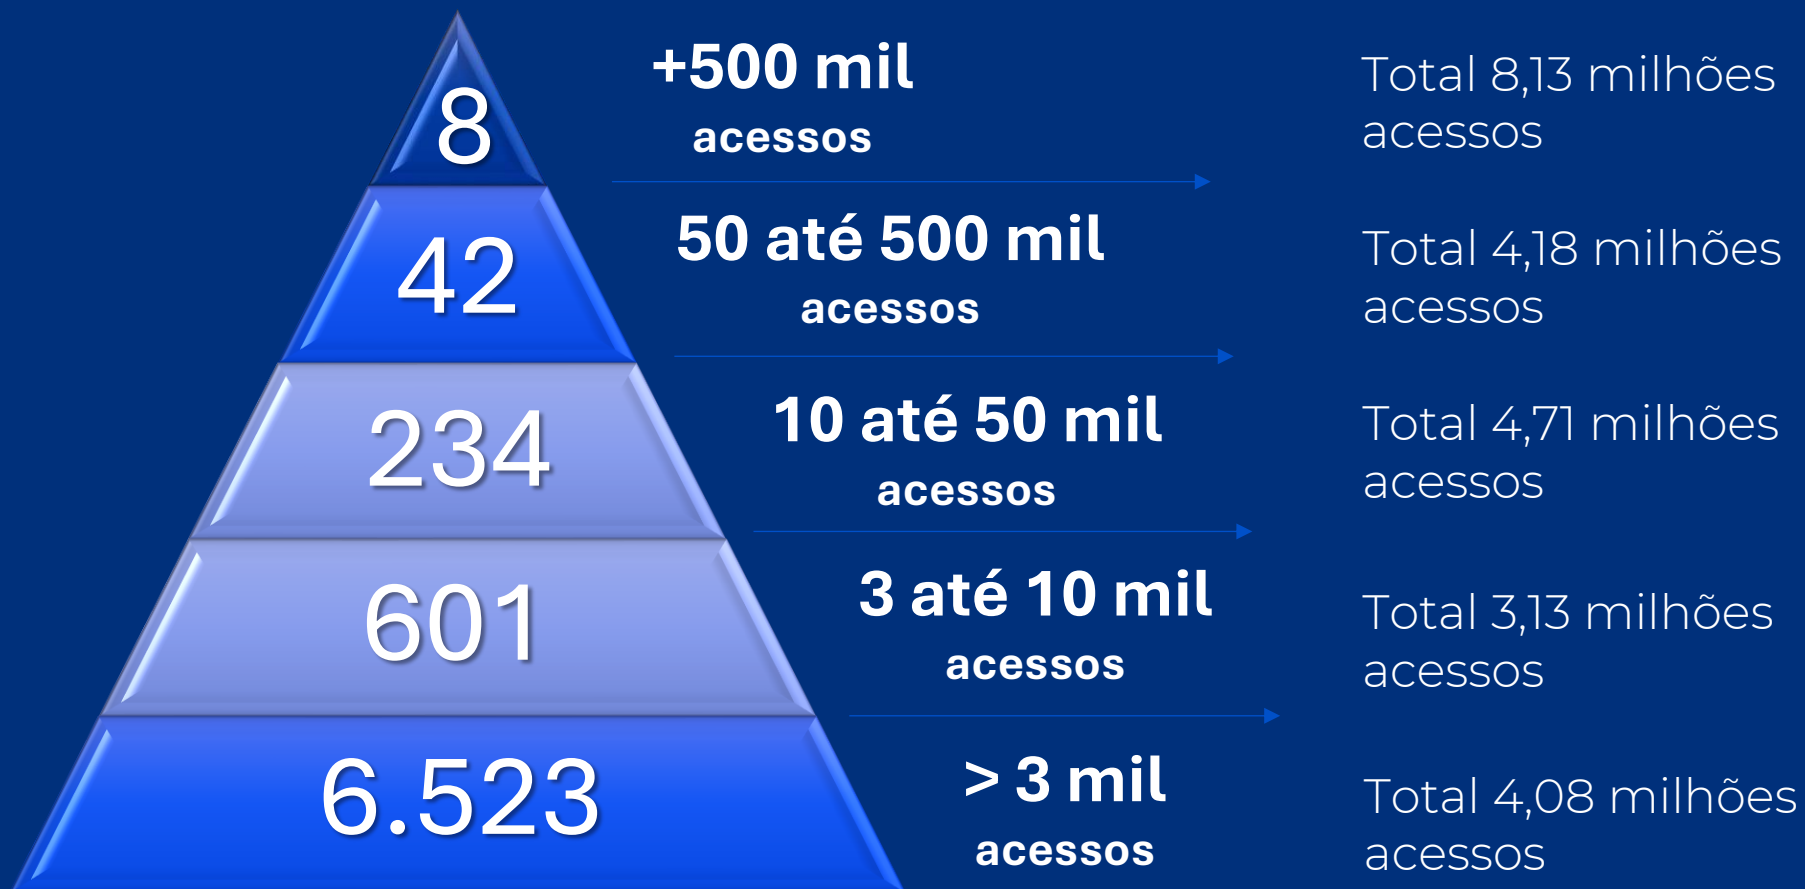 8
+500 mil
acessos
Total 8,13 milhões
acessos
42
50 até 500 mil
acessos
Total 4,18 milhões
acessos
234
10 até 50 mil
acessos
Total 4,71 milhões
acessos
601
3 até 10 mil
acessos
Total 3,13 milhões
acessos
6.523
> 3 mil
acessos
Total 4,08 milhões
acessos